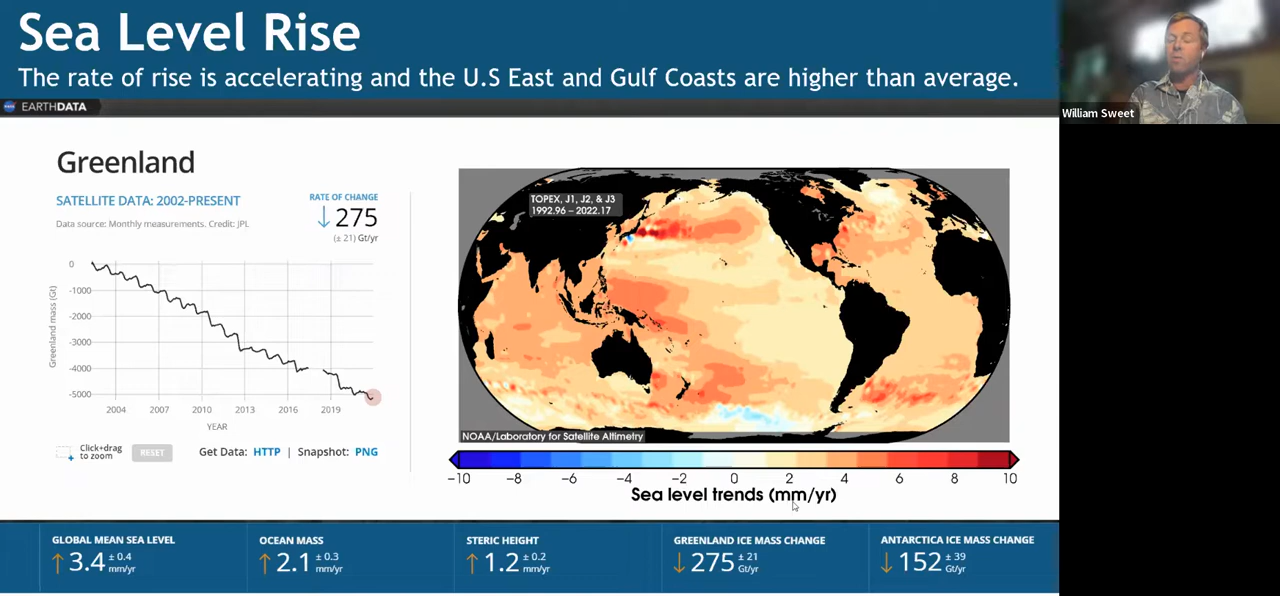 Sea Level Rise
The rate of rise is accelerating and the U.S East and Gulf Coasts are higher than average.
William Sweet
EARTHDATA
Greenland
SATELLITE DATA: 2002-PRESENT
Data source: Monthly measurements. Credit: JPL
RATE OF CHANGE
↓ 275
(± 21) Gt/yr
Greenland mass (Gt)
0
-1000
-2000
-3000
-4000
-5000
2004 2007 2010 2013 2016 2019
YEAR
Click+drag
to zoom
RESET
Get Data: HTTP | Snapshot: PNG
TOPEX, J1, J2, & J3
1992.96 – 2022.17
NOAA/Laboratory for Satellite Altimetry
−10 −8 −6 −4 −2 0 2 4 6 8 10
Sea level trends (mm/yr)
GLOBAL MEAN SEA LEVEL
↑ 3.4 ± 0.4
mm/yr
OCEAN MASS
↑ 2.1 ± 0.3
mm/yr
STERIC HEIGHT
↑ 1.2 ± 0.2
mm/yr
GREENLAND ICE MASS CHANGE
↓ 275 ± 21
Gt/yr
ANTARCTICA ICE MASS CHANGE
↓ 152 ± 39
Gt/yr